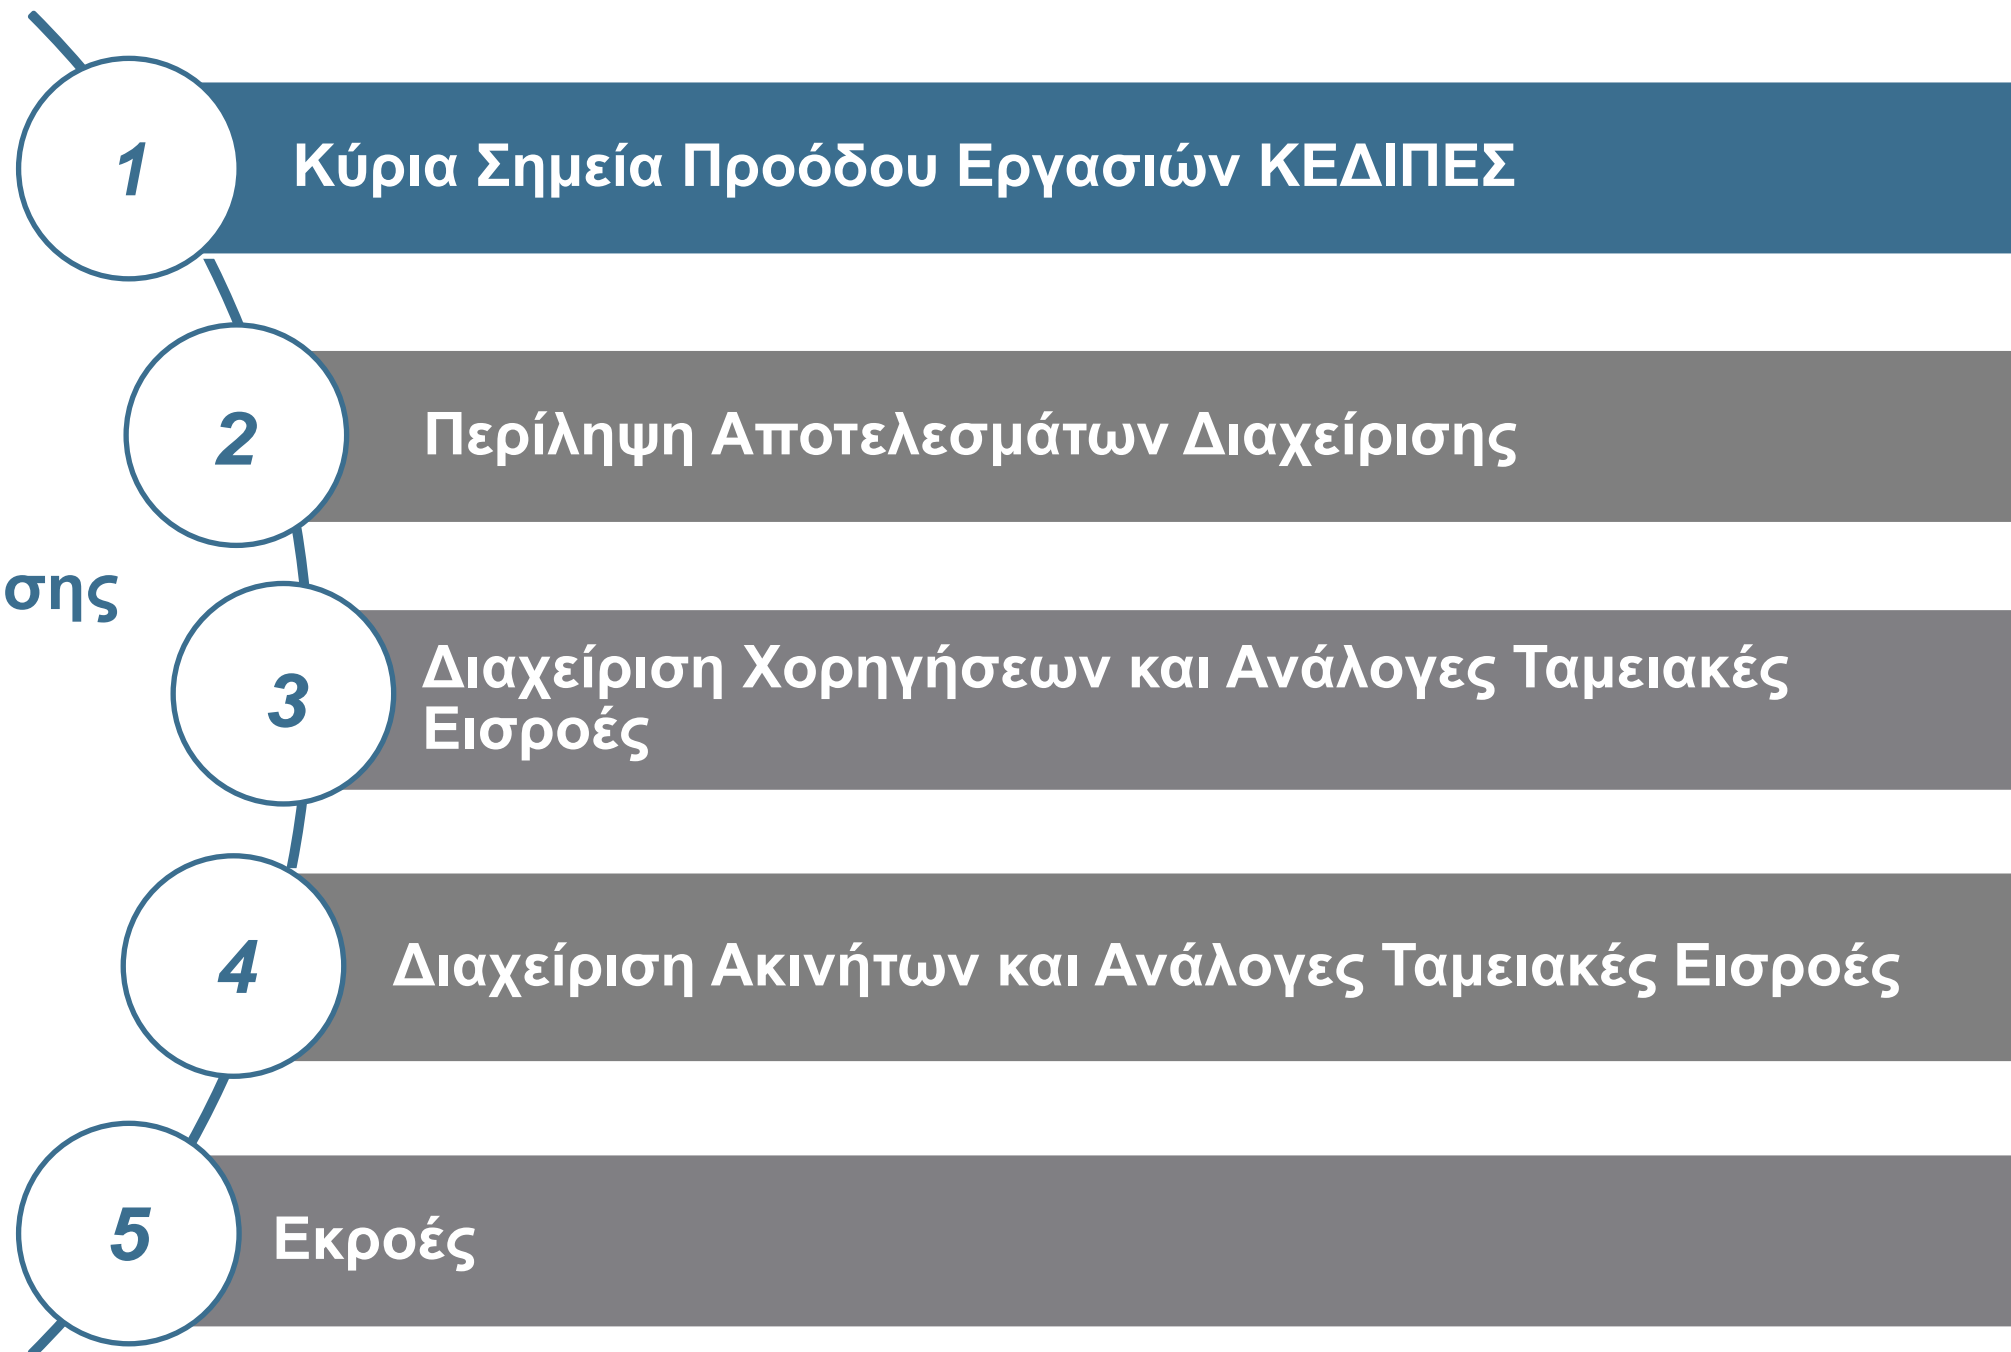 1
Κύρια Σημεία Προόδου Εργασιών ΚΕΔΙΠΕΣ
2
Περίληψη Αποτελεσμάτων Διαχείρισης
σης
3
Διαχείριση Χορηγήσεων και Ανάλογες Ταμειακές
Εισροές
4
Διαχείριση Ακινήτων και Ανάλογες Ταμειακές Εισροές
5
Εκροές